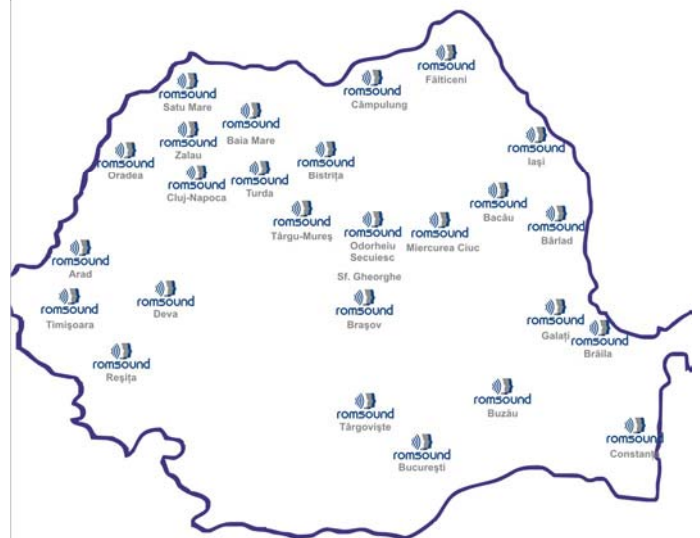 romsound
Fălticeni
romsound
Câmpulung
romsound
Satu Mare
romsound
Baia Mare
romsound
Zalau
romsound
Iaşi
romsound
Oradea
romsound
Bistriţa
romsound
Turda
romsound
Cluj-Napoca
romsound
Bacău
romsound
Târgu-Mureş
romsound
Bârlad
romsound
Odorheiu
Secuiesc
Sf. Gheorghe
romsound
Miercurea Ciuc
romsound
Arad
romsound
Deva
romsound
Timişoara
romsound
Braşov
romsound
Galaţi
romsound
Brăila
romsound
Reşiţa
romsound
Buzău
romsound
Târgovişte
romsound
Constanţ
romsound
Bucureşti